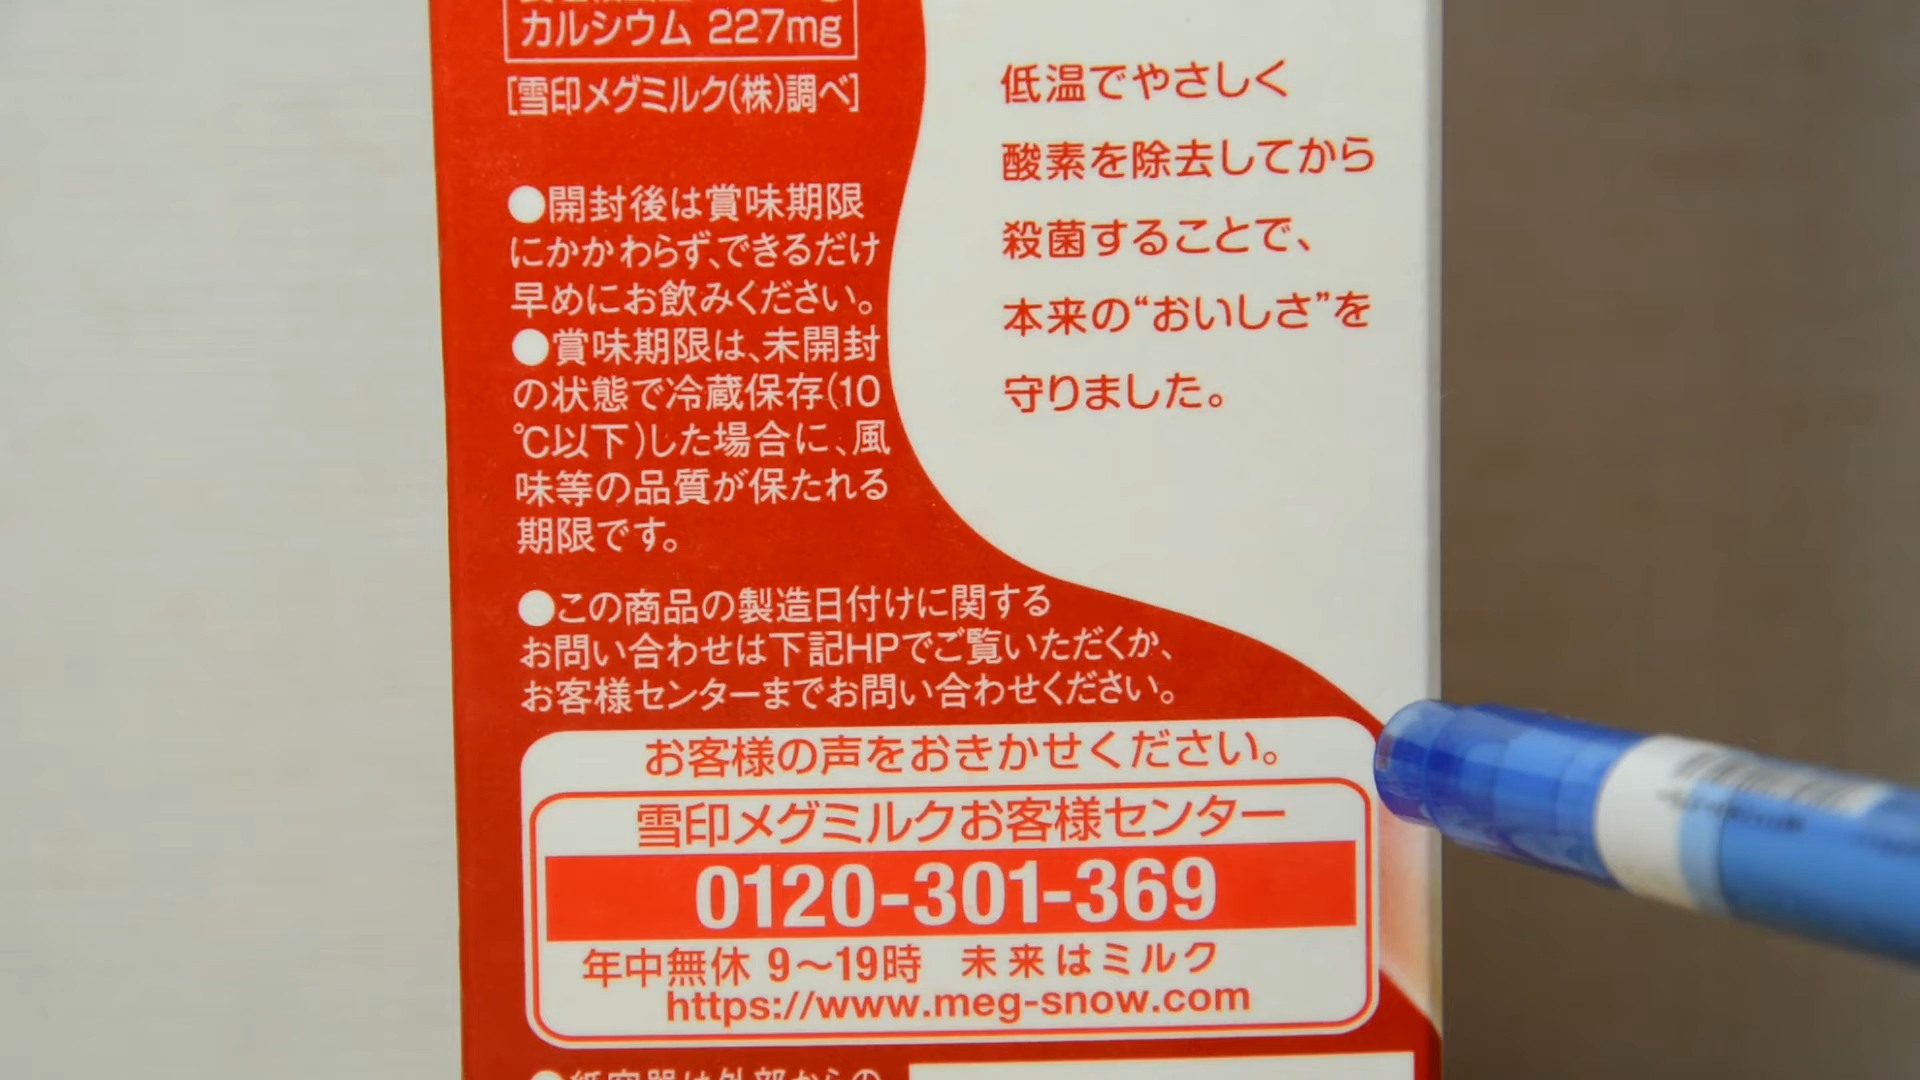 カルシウム 227mg
[雪印メグミルク(株)調べ]
●開封後は賞味期限
にかかわらず、できるだけ
早めにお飲みください。
●賞味期限は、未開封
の状態で冷蔵保存(10
℃以下)した場合に、風
味等の品質が保たれる
期限です。
●この商品の製造日付けに関する
お問い合わせは下記HPでご覧いただくか、
お客様センターまでお問い合わせください。
お客様の声をおきかせください。
雪印メグミルクお客様センター
0120-301-369
年中無休 9〜19時 未来はミルク
https://www.meg-snow.com
●紙容器は外部からの
低温でやさしく
酸素を除去してから
殺菌することで、
本来の“おいしさ”を
守りました。